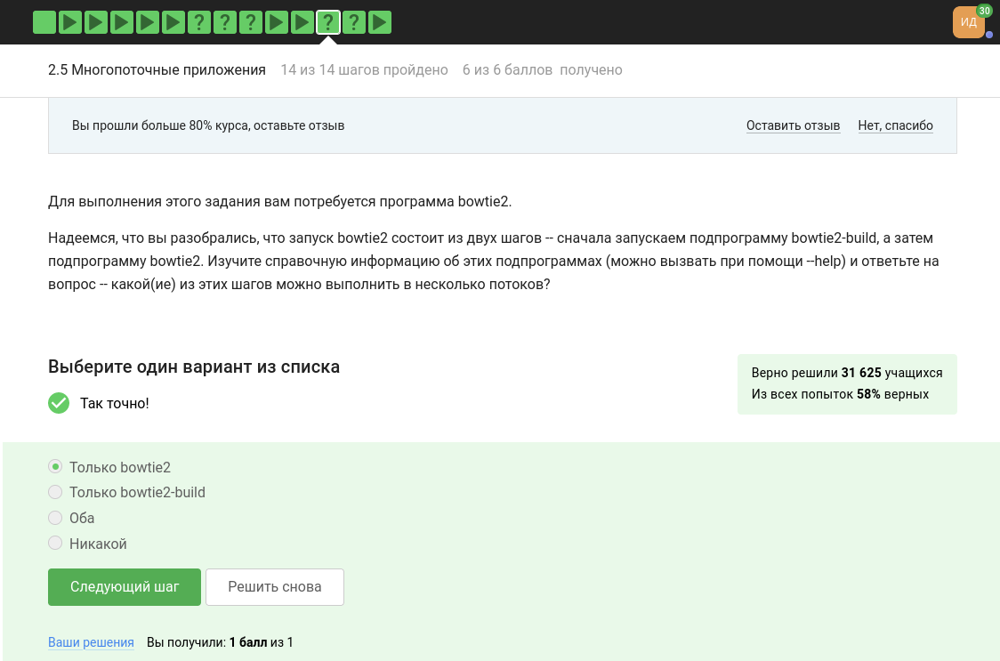 ? ? ? ? ?
ИД 30
2.5 Многопоточные приложения 14 из 14 шагов пройдено 6 из 6 баллов получено
Вы прошли больше 80% курса, оставьте отзыв Оставить отзыв Нет, спасибо
Для выполнения этого задания вам потребуется программа bowtie2.
Надеемся, что вы разобрались, что запуск bowtie2 состоит из двух шагов -- сначала запускаем подпрограмму bowtie2-build, а затем
подпрограмму bowtie2. Изучите справочную информацию об этих подпрограммах (можно вызвать при помощи --help) и ответьте на
вопрос -- какой(ие) из этих шагов можно выполнить в несколько потоков?
Выберите один вариант из списка
Так точно!
Верно решили 31 625 учащихся
Из всех попыток 58% верных
Только bowtie2
Только bowtie2-build
Оба
Никакой
Следующий шаг Решить снова
Ваши решения Вы получили: 1 балл из 1